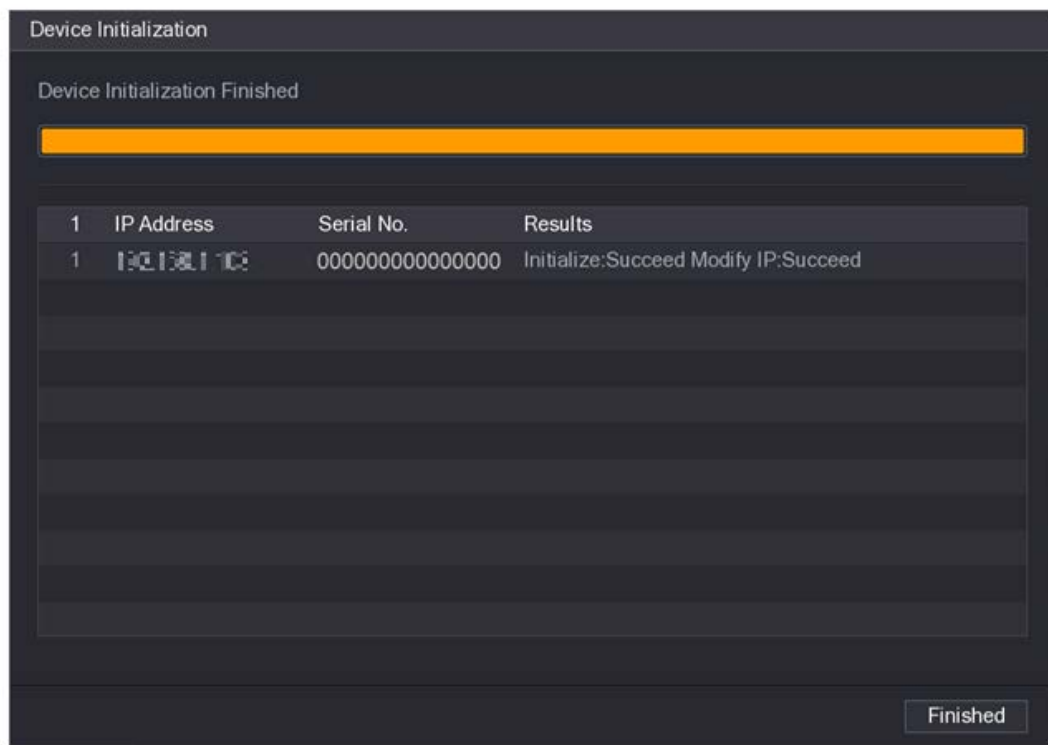 Device Initialization
Device Initialization Finished
1 IP Address Serial No. Results
1 000000000000000 Initialize:Succeed Modify IP:Succeed
Finished